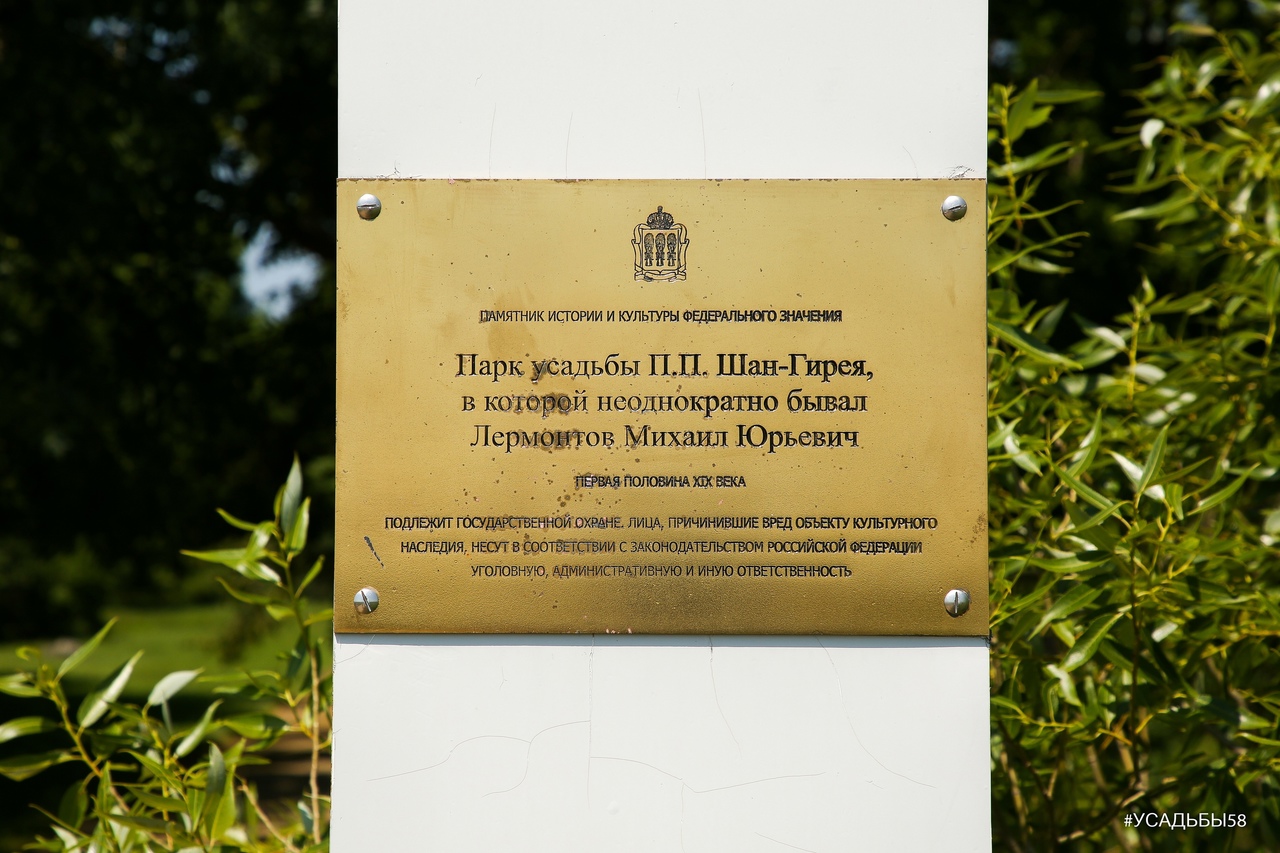 ПАМЯТНИК ИСТОРИИ И КУЛЬТУРЫ ФЕДЕРАЛЬНОГО ЗНАЧЕНИЯ
Парк усадьбы П.П. Шан-Гирея,
в которой неоднократно бывал
Лермонтов Михаил Юрьевич
ПЕРВАЯ ПОЛОВИНА XIX ВЕКА
ПОДЛЕЖИТ ГОСУДАРСТВЕННОЙ ОХРАНЕ. ЛИЦА, ПРИЧИНИВШИЕ ВРЕД ОБЪЕКТУ КУЛЬТУРНОГО
НАСЛЕДИЯ, НЕСУТ В СООТВЕТСТВИИ С ЗАКОНОДАТЕЛЬСТВОМ РОССИЙСКОЙ ФЕДЕРАЦИИ
УГОЛОВНУЮ, АДМИНИСТРАТИВНУЮ И ИНУЮ ОТВЕТСТВЕННОСТЬ
#УСАДЬБЫ58